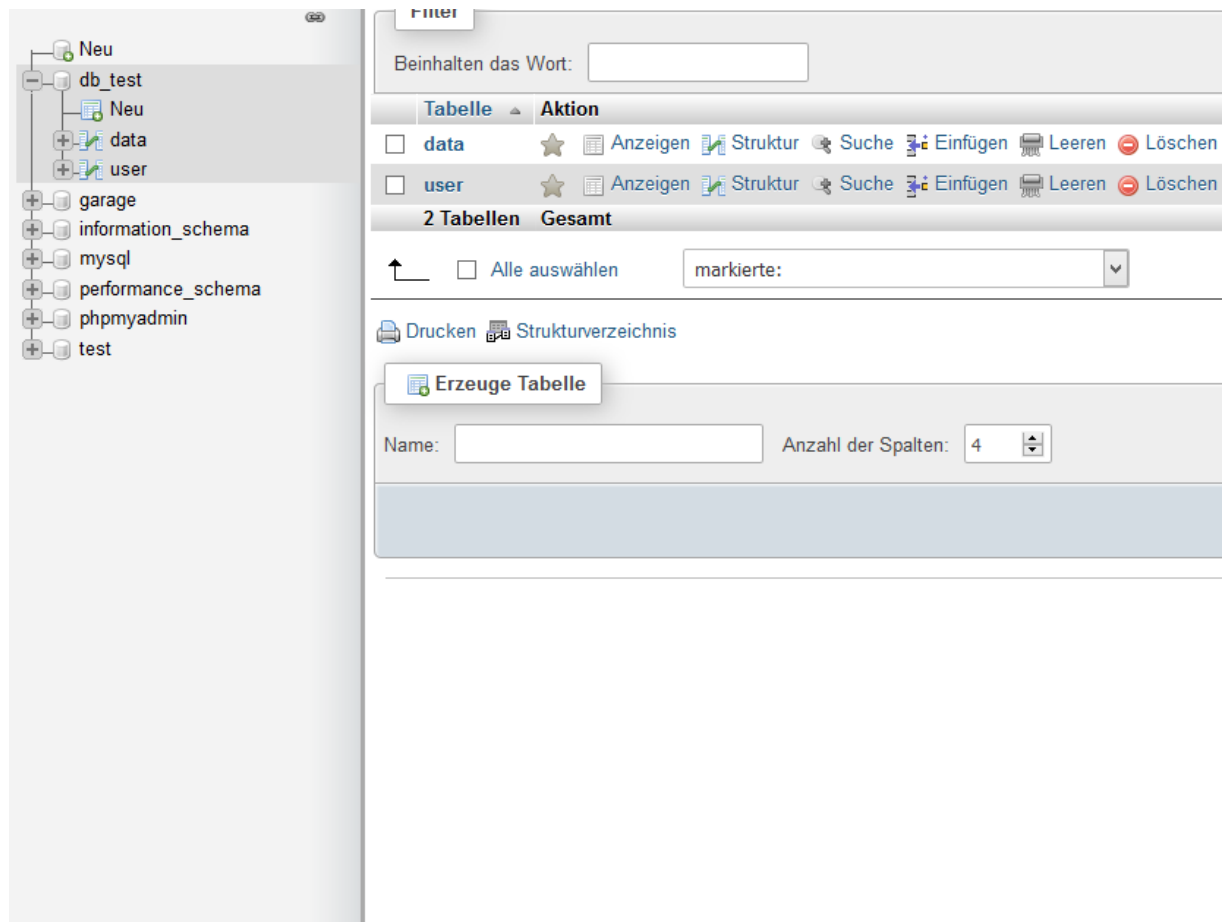 Neu
db_test
Neu
data
user
garage
information_schema
mysql
performance_schema
phpmyadmin
test
Filter
Beinhalten das Wort:
Tabelle Aktion
data Anzeigen Struktur Suche Einfügen Leeren Löschen
user Anzeigen Struktur Suche Einfügen Leeren Löschen
2 Tabellen Gesamt
Alle auswählen markierte:
Drucken Strukturverzeichnis
Erzeuge Tabelle
Name: Anzahl der Spalten: 4